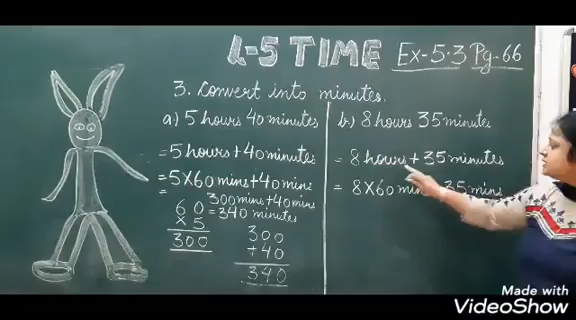 L-5 TIME Ex-5.3 Pg-66
3. Convert into minutes.
a) 5 hours 40 minutes
= 5 hours + 40 minutes
= 5 X 60 mins + 40 mins
= 300 mins + 40 mins
= 340 minutes
60
x 5
300
300
+ 40
340
b) 8 hours 35 minutes
= 8 hours + 35 minutes
= 8 X 60 mins 35 mins
Made with
VideoShow